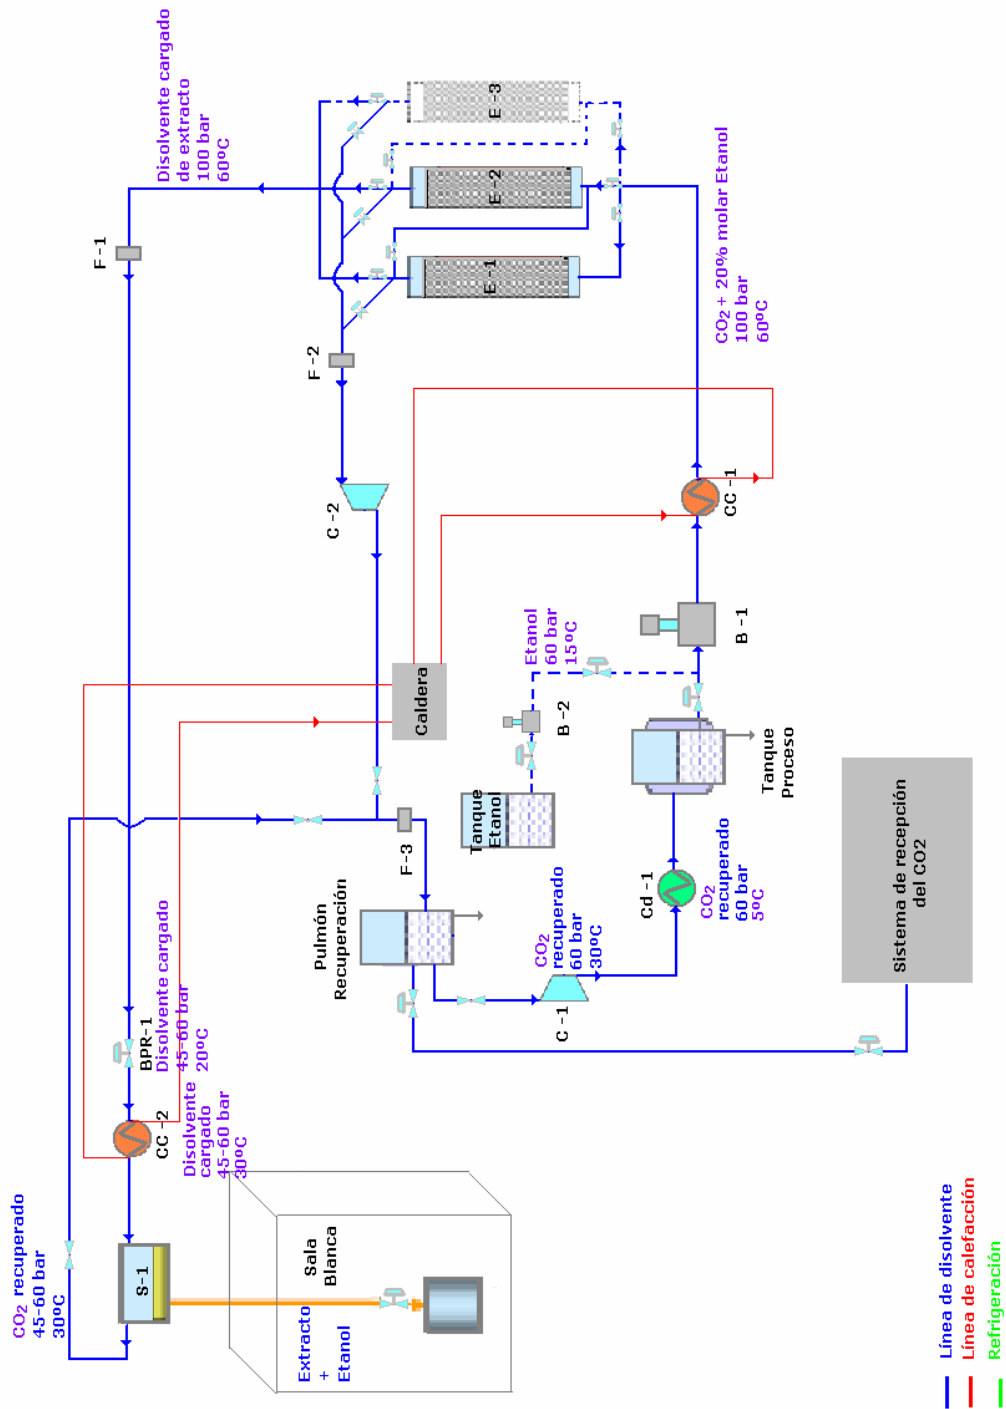 CO2 recuperado
45-60 bar
30ºC
S-1
Extracto
+
Etanol
Sala
Blanca
CC -2
Disolvente
cargado
45-60 bar
30ºC
BPR-1
Disolvente cargado
45-60 bar
20ºC
F-1
Disolvente cargado
de extracto
100 bar
60ºC
Pulmón
Recuperación
F-3
Caldera
C -2
F -2
E -1
E -2
E -3
C -1
CO2
recuperado
60 bar
30ºC
Tanque
Etanol
B -2
Etanol
60 bar
15ºC
Cd -1
CO2
recuperado
60 bar
5ºC
Tanque
Proceso
B -1
CC -1
CO2 + 20% molar Etanol
100 bar
60ºC
Sistema de recepción
del CO2
Línea de disolvente
Línea de calefacción
Refrigeración